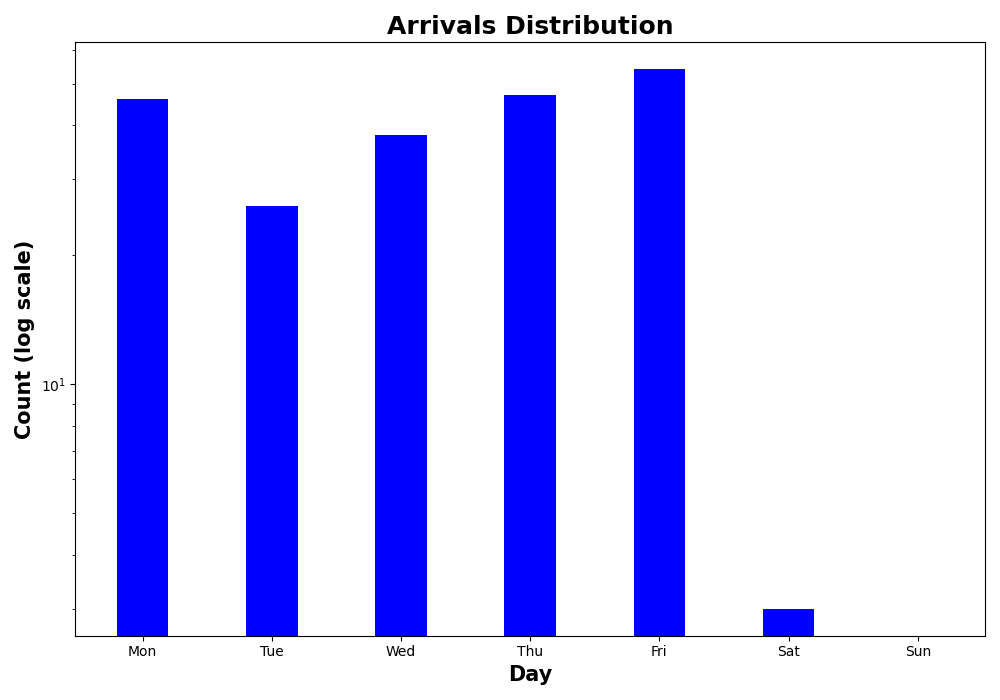 Arrivals Distribution
Count (log scale)
10¹
Mon Tue Wed Thu Fri Sat Sun
Day